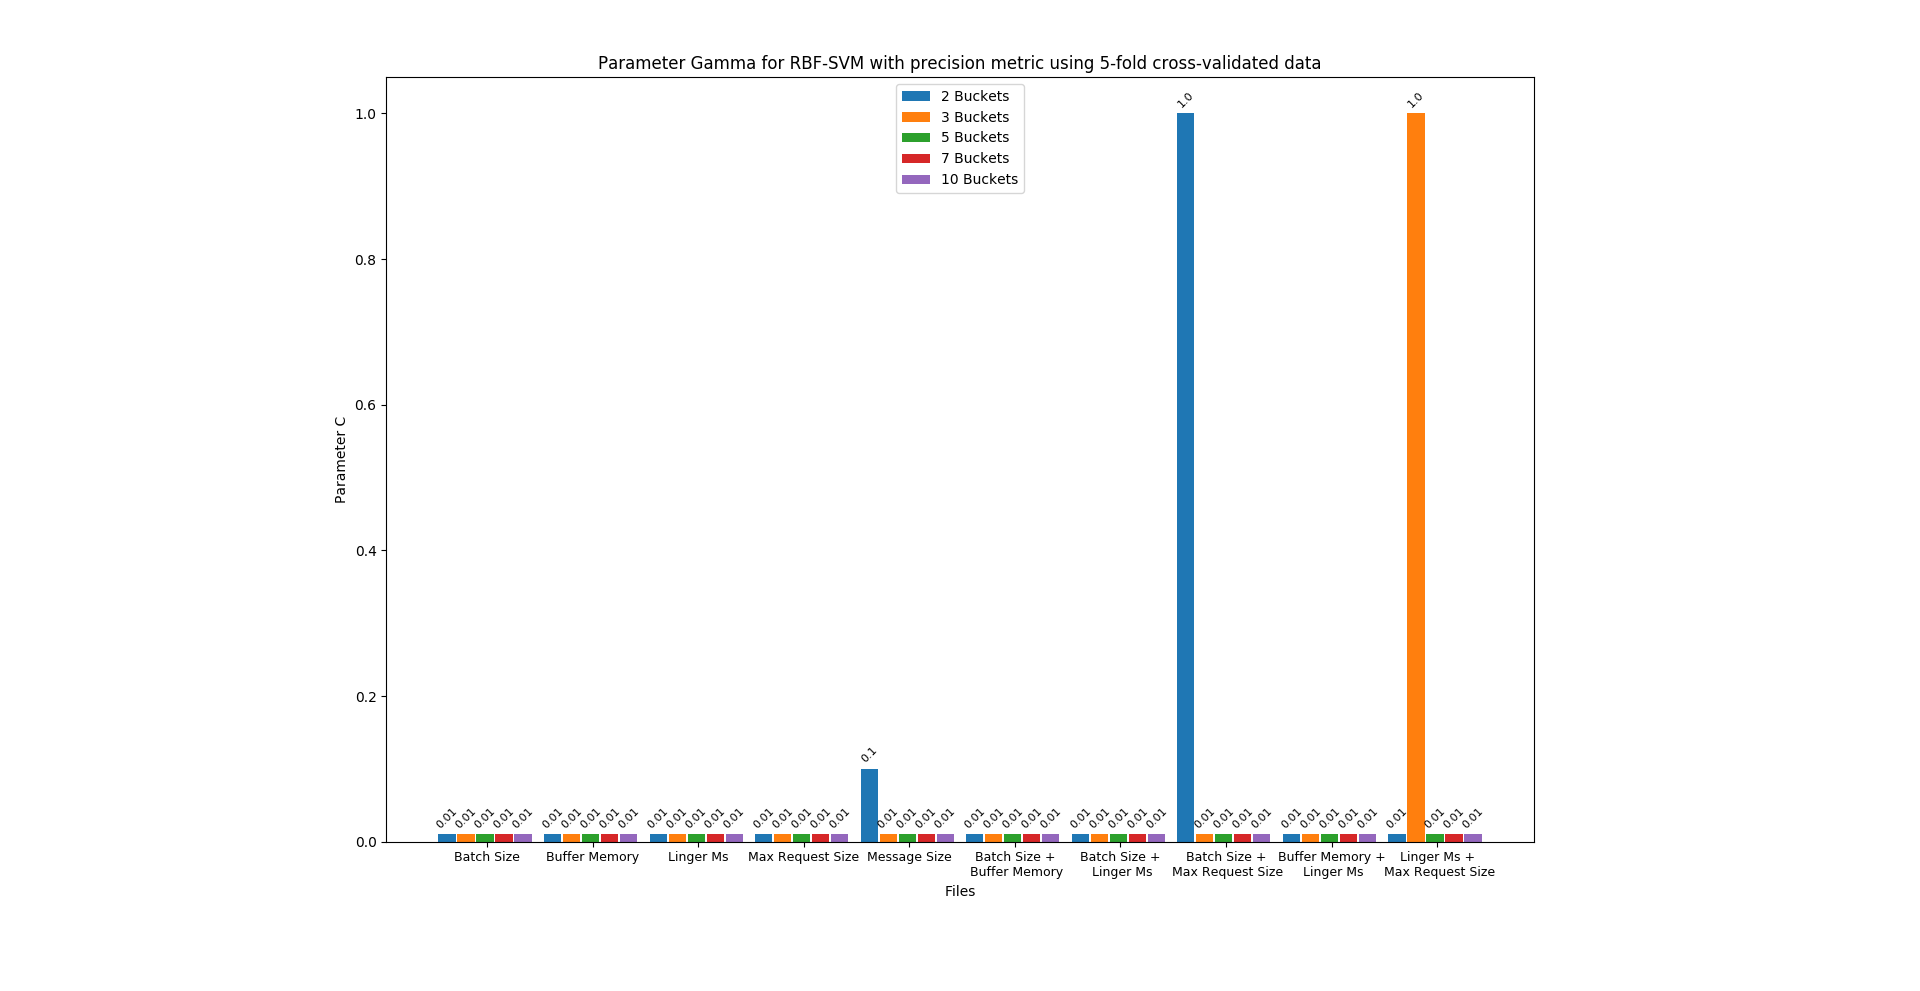 Parameter Gamma for RBF-SVM with precision metric using 5-fold cross-validated data
2 Buckets
3 Buckets
5 Buckets
7 Buckets
10 Buckets
Parameter C
1.0
0.8
0.6
0.4
0.2
0.0
0.01 0.01 0.01 0.01 0.01
0.01 0.01 0.01 0.01 0.01
0.01 0.01 0.01 0.01 0.01
0.01 0.01 0.01 0.01 0.01
0.1 0.01 0.01 0.01 0.01
0.01 0.01 0.01 0.01 0.01
0.01 0.01 0.01 0.01 0.01
1.0 0.01 0.01 0.01 0.01
0.01 0.01 0.01 0.01 0.01
0.01 1.0 0.01 0.01 0.01
Batch Size
Buffer Memory
Linger Ms
Max Request Size
Message Size
Batch Size +
Buffer Memory
Batch Size +
Linger Ms
Batch Size +
Max Request Size
Buffer Memory +
Linger Ms
Linger Ms +
Max Request Size
Files